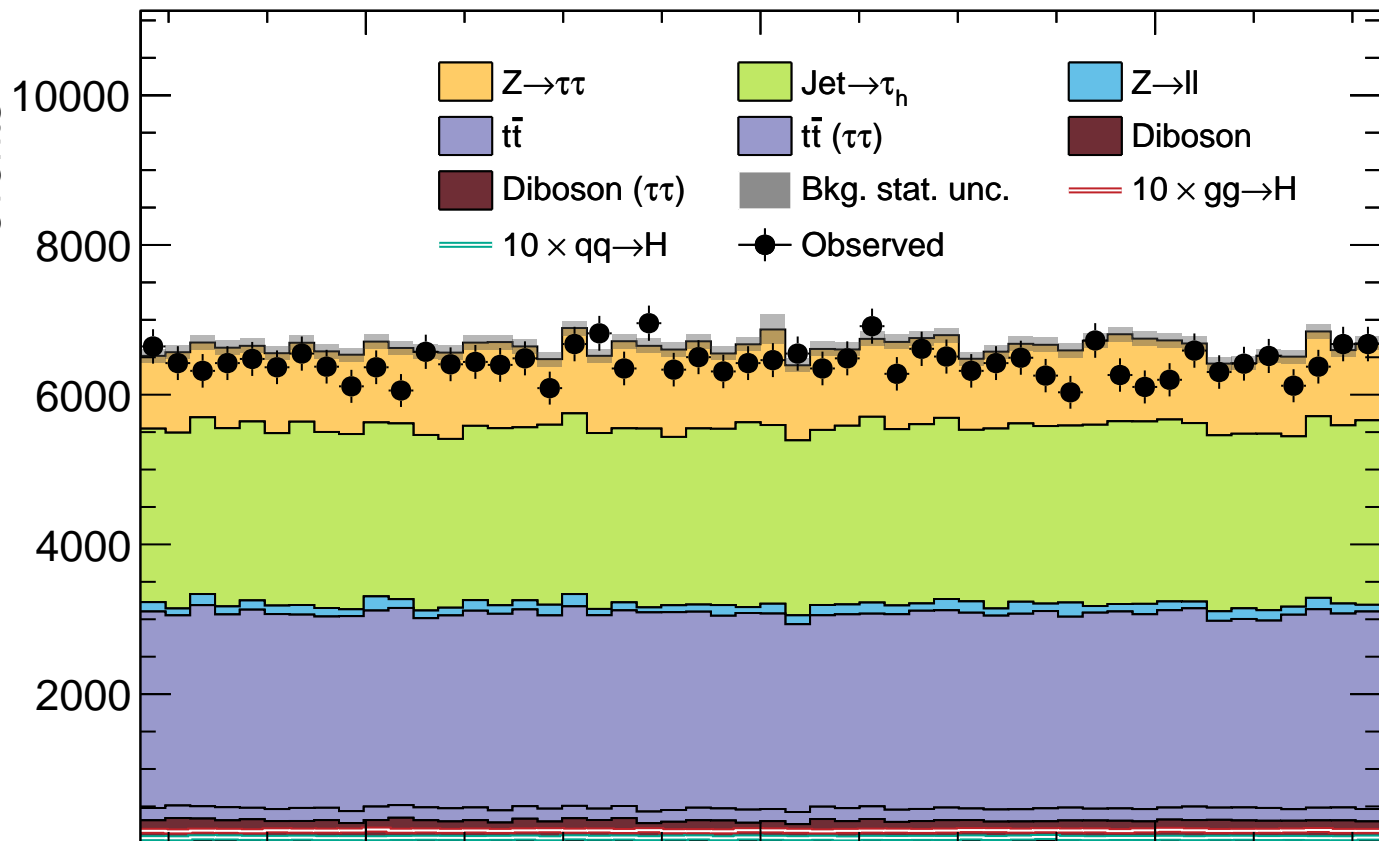 10000
Z→ττ Jet→τh Z→ll
tt̄ tt̄ (ττ) Diboson
Diboson (ττ) Bkg. stat. unc. 10 × gg→H
8000
10 × qq→H Observed
6000
4000
2000